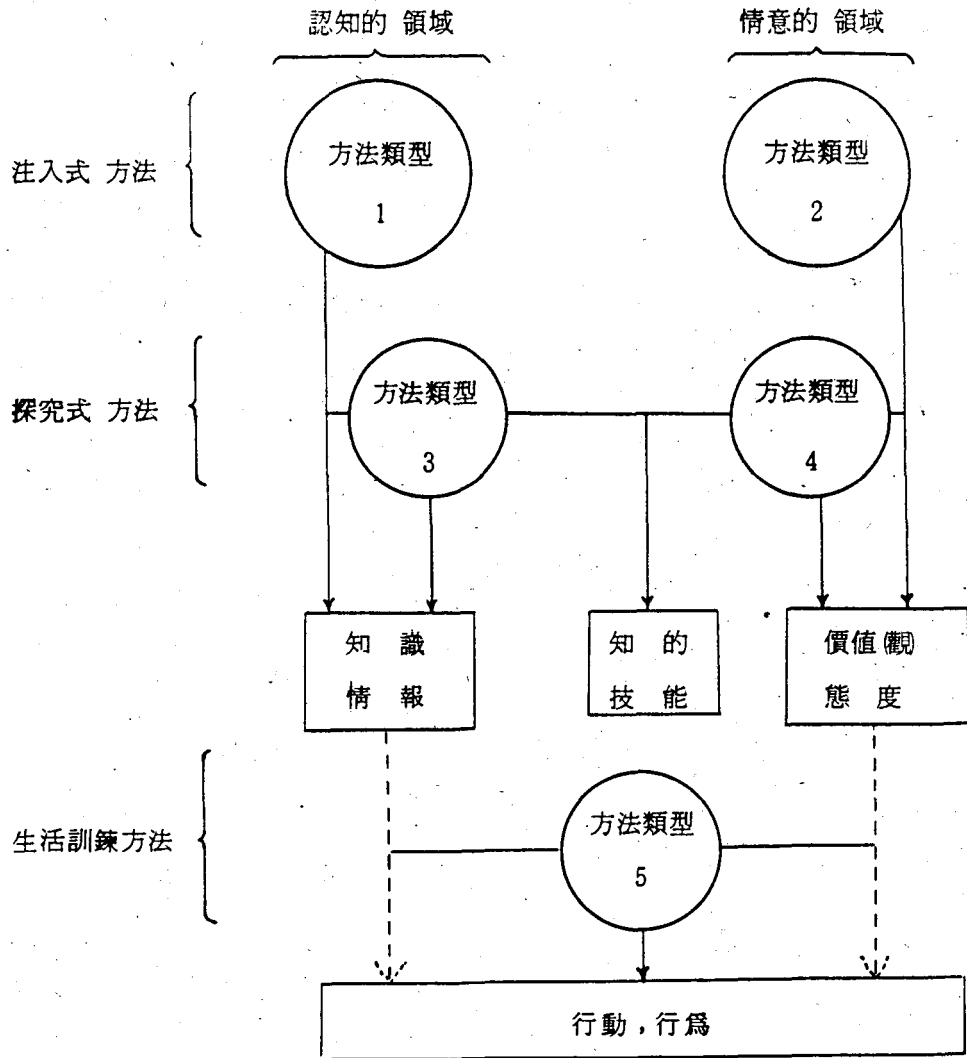 認知的 領域
情意的 領域
注入式 方法
方法類型
1
方法類型
2
探究式 方法
方法類型
3
方法類型
4
知 識
情 報
知 的
技 能
價値(觀)
態 度
生活訓鍊方法
方法類型
5
行動，行爲